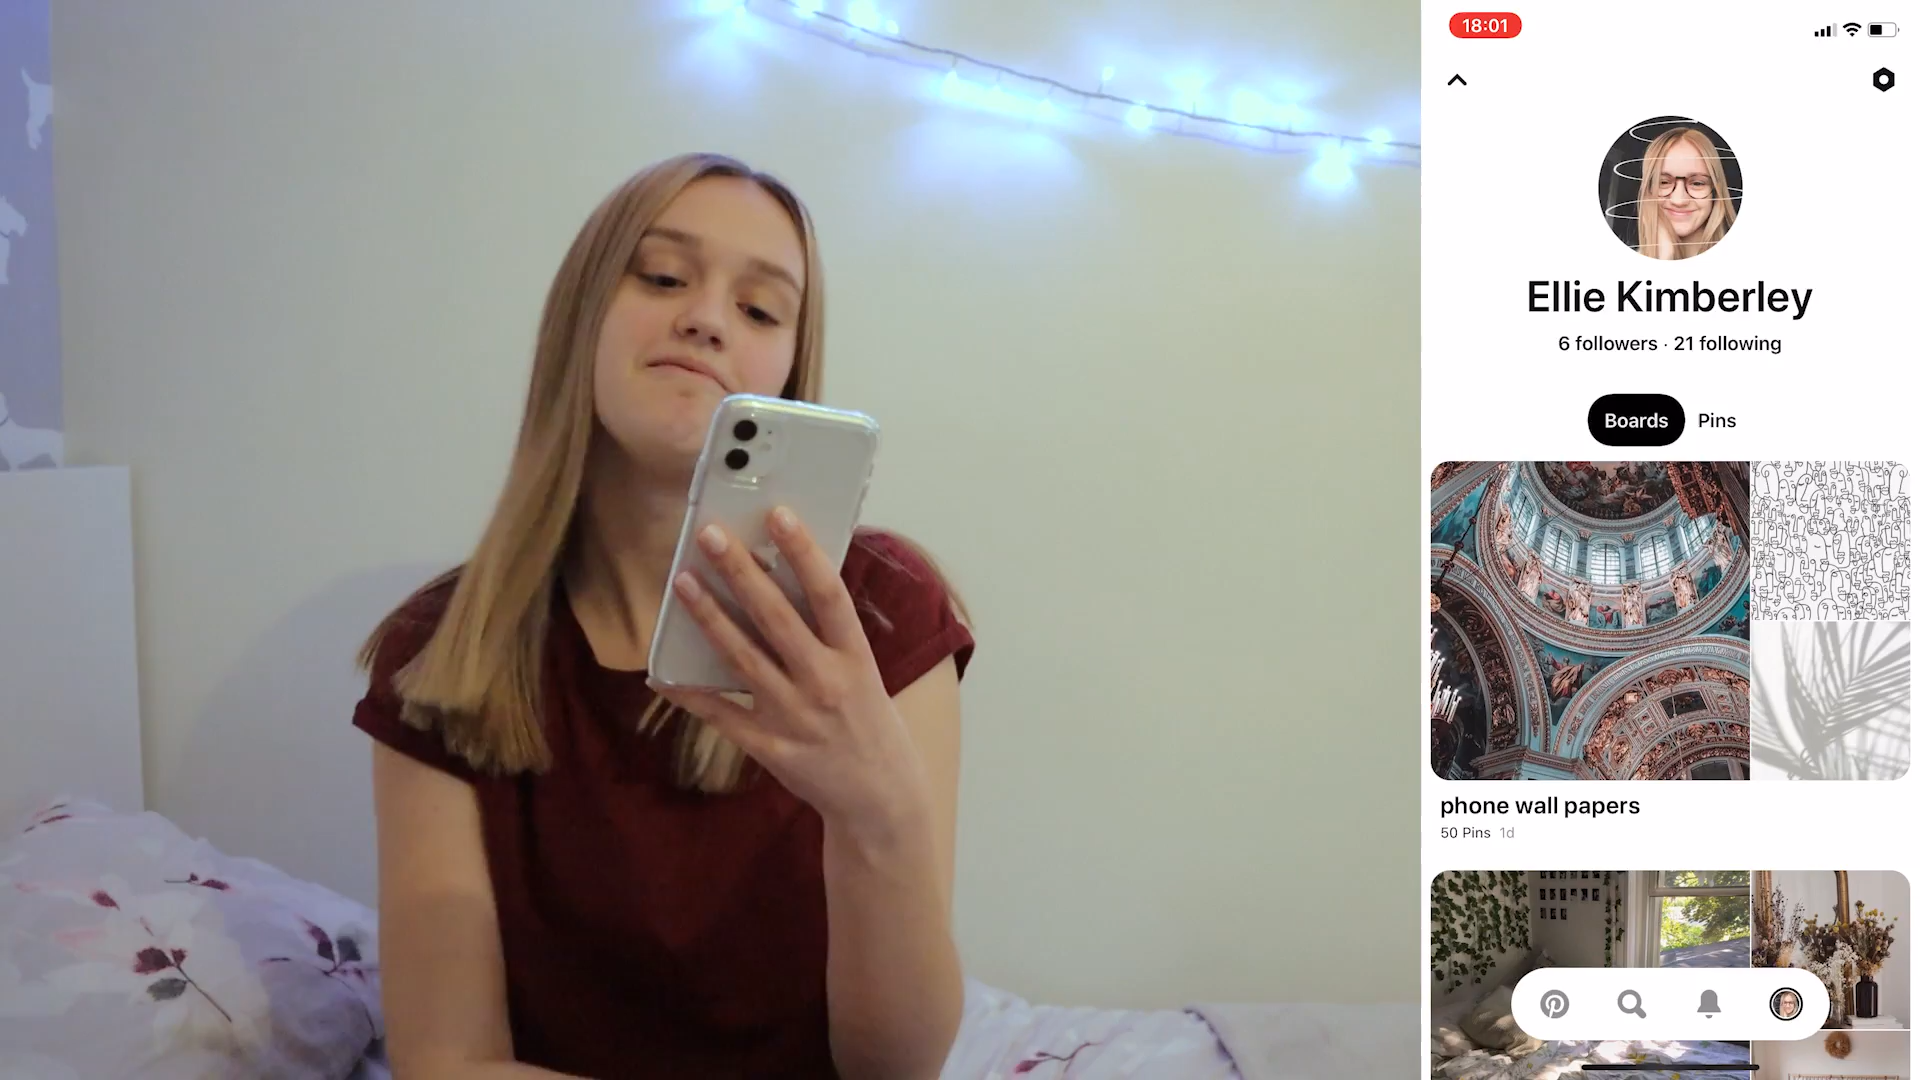 18:01
Ellie Kimberley
6 followers · 21 following
Boards Pins
phone wall papers
50 Pins 1d